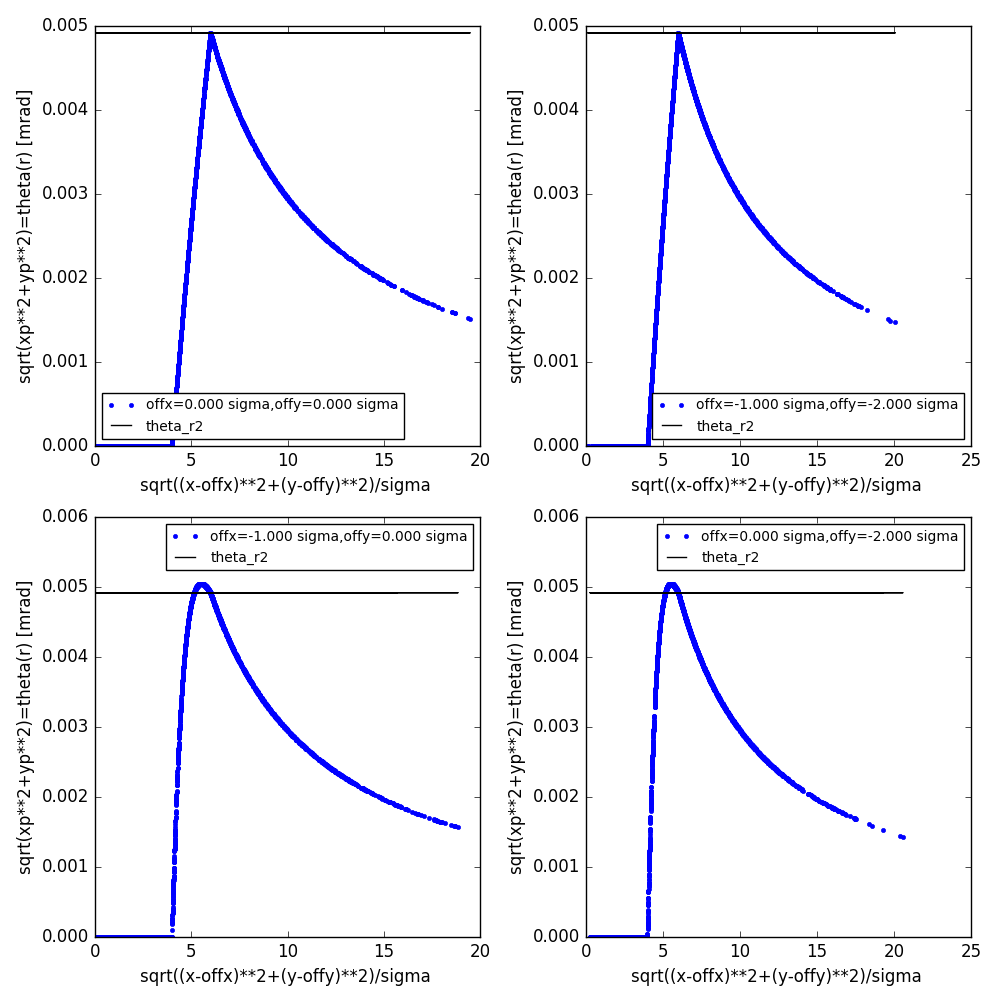 0.005
0.004
0.003
0.002
0.001
0.000
sqrt(xp**2+yp**2)=theta(r) [mrad]
offx=0.000 sigma,offy=0.000 sigma
theta_r2
0 5 10 15 20
sqrt((x-offx)**2+(y-offy)**2)/sigma
0.005
0.004
0.003
0.002
0.001
0.000
sqrt(xp**2+yp**2)=theta(r) [mrad]
offx=-1.000 sigma,offy=-2.000 sigma
theta_r2
0 5 10 15 20 25
sqrt((x-offx)**2+(y-offy)**2)/sigma
0.006
0.005
0.004
0.003
0.002
0.001
0.000
sqrt(xp**2+yp**2)=theta(r) [mrad]
offx=-1.000 sigma,offy=0.000 sigma
theta_r2
0 5 10 15 20
sqrt((x-offx)**2+(y-offy)**2)/sigma
0.006
0.005
0.004
0.003
0.002
0.001
0.000
sqrt(xp**2+yp**2)=theta(r) [mrad]
offx=0.000 sigma,offy=-2.000 sigma
theta_r2
0 5 10 15 20 25
sqrt((x-offx)**2+(y-offy)**2)/sigma